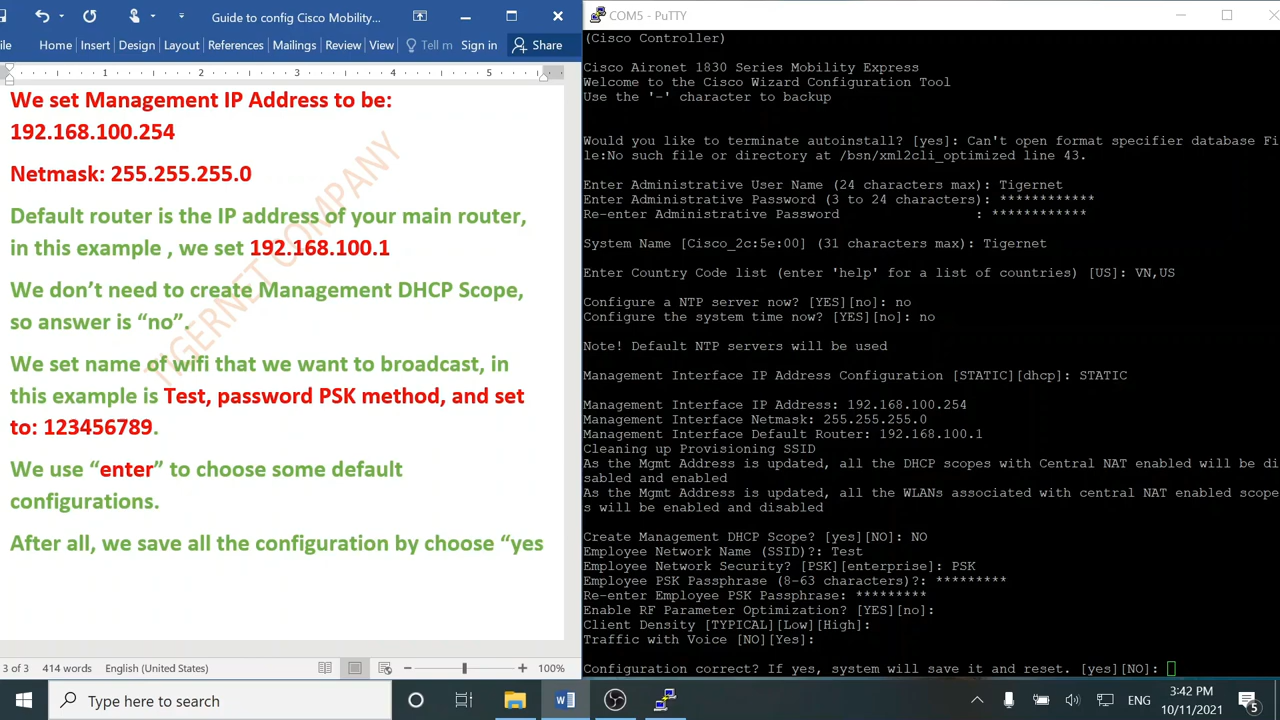 Guide to config Cisco Mobility...
File Home Insert Design Layout References Mailings Review View Tell m Sign in Share
1 2 3 4 5
We set Management IP Address to be:
192.168.100.254
Netmask: 255.255.255.0
Default router is the IP address of your main router,
in this example , we set 192.168.100.1
We don’t need to create Management DHCP Scope,
so answer is “no”.
We set name of wifi that we want to broadcast, in
this example is Test, password PSK method, and set
to: 123456789.
We use “enter” to choose some default
configurations.
After all, we save all the configuration by choose “yes
TIGERNET COMPANY
3 of 3 414 words English (United States) 100%
COM5 - PuTTY
(Cisco Controller)
Cisco Aironet 1830 Series Mobility Express
Welcome to the Cisco Wizard Configuration Tool
Use the '-' character to backup
Would you like to terminate autoinstall? [yes]: Can't open format specifier database Fi
le:No such file or directory at /bsn/xml2cli_optimized line 43.
Enter Administrative User Name (24 characters max): Tigernet
Enter Administrative Password (3 to 24 characters): ************
Re-enter Administrative Password : ************
System Name [Cisco_2c:5e:00] (31 characters max): Tigernet
Enter Country Code list (enter 'help' for a list of countries) [US]: VN,US
Configure a NTP server now? [YES][no]: no
Configure the system time now? [YES][no]: no
Note! Default NTP servers will be used
Management Interface IP Address Configuration [STATIC][dhcp]: STATIC
Management Interface IP Address: 192.168.100.254
Management Interface Netmask: 255.255.255.0
Management Interface Default Router: 192.168.100.1
Cleaning up Provisioning SSID
As the Mgmt Address is updated, all the DHCP scopes with Central NAT enabled will be di
sabled and enabled
As the Mgmt Address is updated, all the WLANs associated with central NAT enabled scope
s will be enabled and disabled
Create Management DHCP Scope? [yes][NO]: NO
Employee Network Name (SSID)?: Test
Employee Network Security? [PSK][enterprise]: PSK
Employee PSK Passphrase (8-63 characters)?: *********
Re-enter Employee PSK Passphrase: *********
Enable RF Parameter Optimization? [YES][no]:
Client Density [TYPICAL][Low][High]:
Traffic with Voice [NO][Yes]:
Configuration correct? If yes, system will save it and reset. [yes][NO]:
Type here to search
ENG
3:42 PM
10/11/2021
5